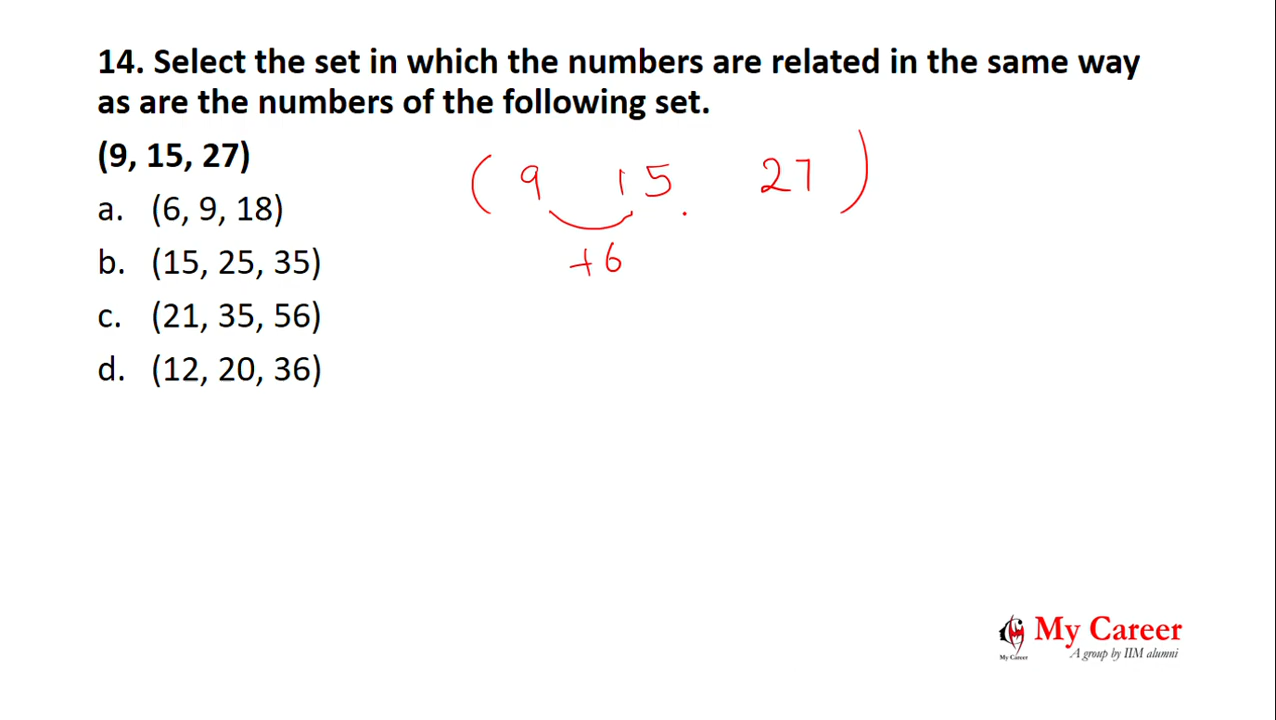 14. Select the set in which the numbers are related in the same way
as are the numbers of the following set.
(9, 15, 27)
( 9 15. 27 )
a. (6, 9, 18)
+6
b. (15, 25, 35)
c. (21, 35, 56)
d. (12, 20, 36)
My Career
A group by IIM alumni
My Career